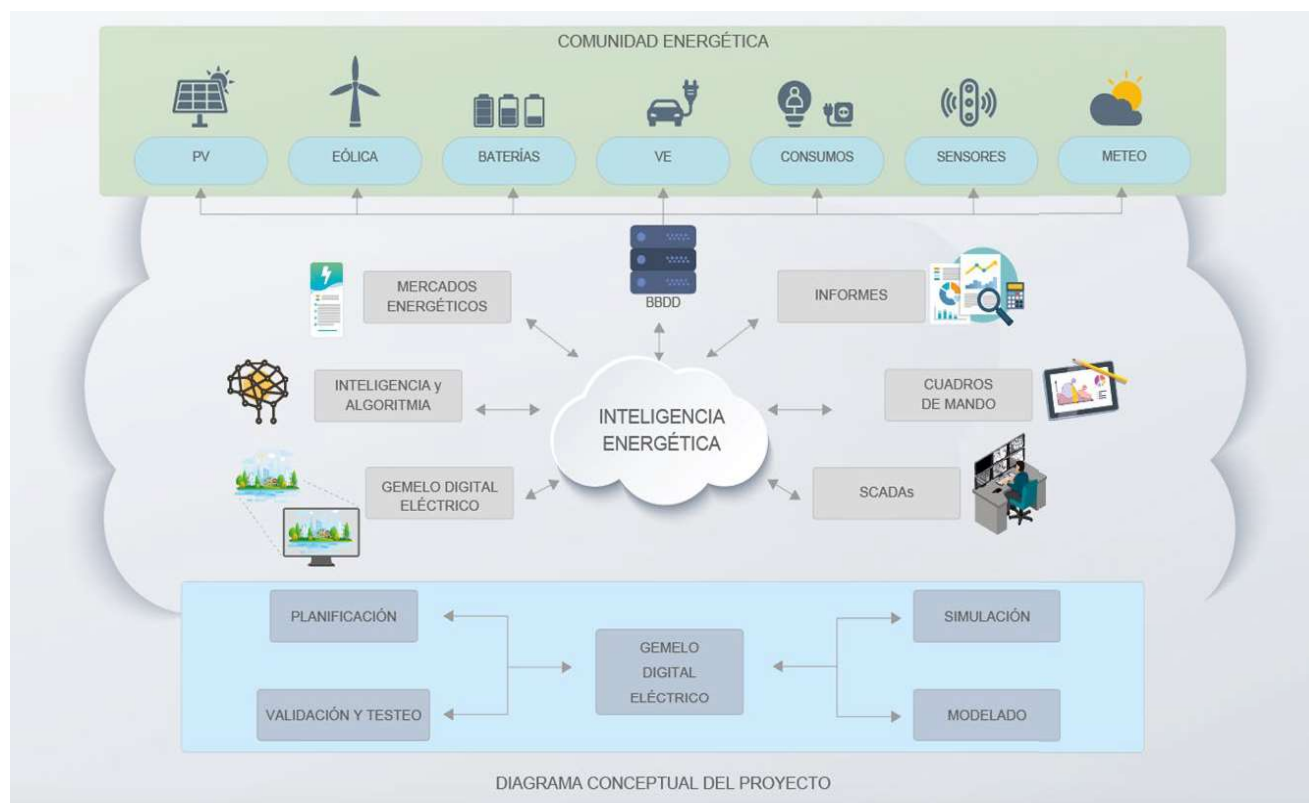 COMUNIDAD ENERGÉTICA
PV
EÓLICA
BATERÍAS
VE
CONSUMOS
SENSORES
METEO
BBDD
MERCADOS
ENERGÉTICOS
INFORMES
INTELIGENCIA y
ALGORITMIA
INTELIGENCIA
ENERGÉTICA
CUADROS
DE MANDO
GEMELO DIGITAL
ELÉCTRICO
SCADAs
PLANIFICACIÓN
SIMULACIÓN
GEMELO
DIGITAL
ELÉCTRICO
VALIDACIÓN Y TESTEO
MODELADO
DIAGRAMA CONCEPTUAL DEL PROYECTO